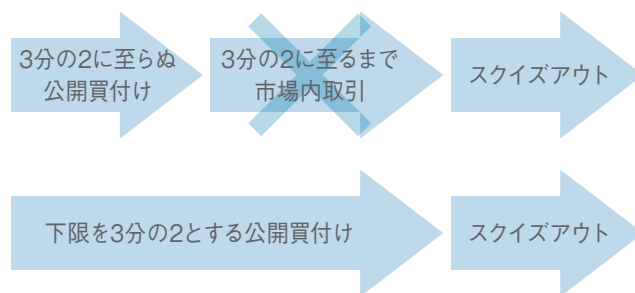 3分の2に至らぬ
公開買付け
3分の2に至るまで
市場内取引
スクイズアウト
下限を3分の2とする公開買付け
スクイズアウト